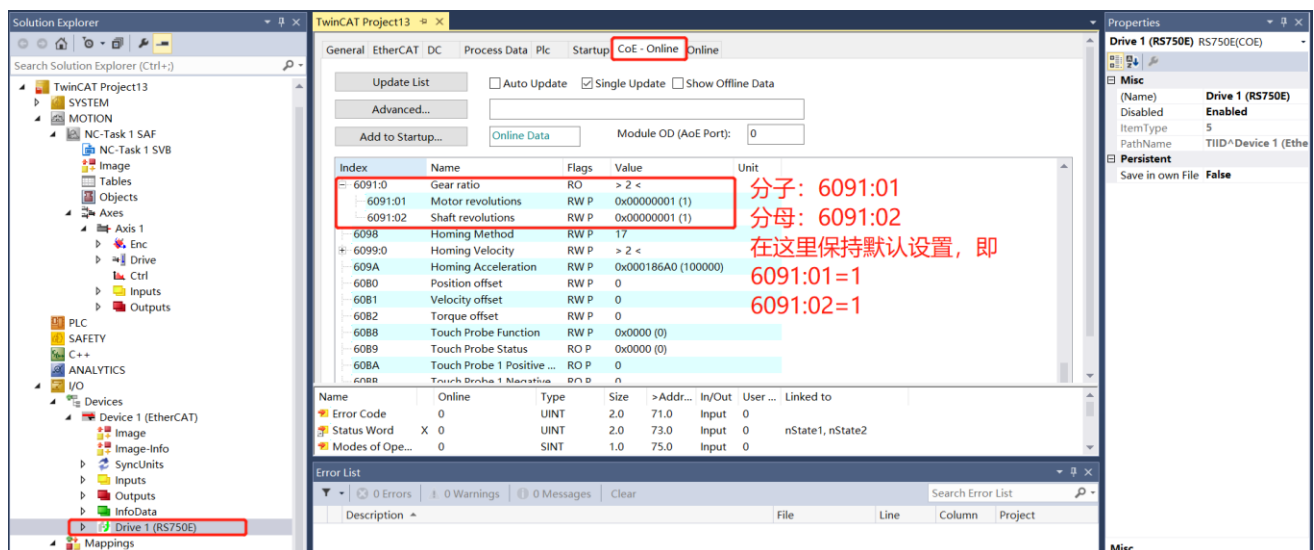 Solution Explorer
Search Solution Explorer (Ctrl+;)
TwinCAT Project13
SYSTEM
MOTION
NC-Task 1 SAF
NC-Task 1 SVB
Image
Tables
Objects
Axes
Axis 1
Enc
Drive
Ctrl
Inputs
Outputs
PLC
SAFETY
C++
ANALYTICS
I/O
Devices
Device 1 (EtherCAT)
Image
Image-Info
SyncUnits
Inputs
Outputs
InfoData
Drive 1 (RS750E)
Mappings
TwinCAT Project13
General EtherCAT DC Process Data Plc Startup CoE - Online Online
Update List Auto Update Single Update Show Offline Data
Advanced...
Add to Startup... Online Data Module OD (AoE Port): 0
Index Name Flags Value Unit
6091:0 Gear ratio RO > 2 <
6091:01 Motor revolutions RW P 0x00000001 (1)
6091:02 Shaft revolutions RW P 0x00000001 (1)
6098 Homing Method RW P 17
6099:0 Homing Velocity RW P > 2 <
609A Homing Acceleration RW P 0x000186A0 (100000)
60B0 Position offset RW P 0
60B1 Velocity offset RW P 0
60B2 Torque offset RW P 0
60B8 Touch Probe Function RW P 0x0000 (0)
60B9 Touch Probe Status RO P 0x0000 (0)
60BA Touch Probe 1 Positive ... RO P 0
60BB Touch Probe 1 Negative RO P 0
分子：6091:01
分母：6091:02
在这里保持默认设置，即
6091:01=1
6091:02=1
Name Online Type Size >Addr... In/Out User ... Linked to
Error Code 0 UINT 2.0 71.0 Input 0
Status Word X 0 UINT 2.0 73.0 Input 0 nState1, nState2
Modes of Ope... 0 SINT 1.0 75.0 Input 0
Error List
0 Errors 0 Warnings 0 Messages Clear Search Error List
Description File Line Column Project
Properties
Drive 1 (RS750E) RS750E(COE)
Misc
(Name) Drive 1 (RS750E)
Disabled Enabled
ItemType 5
PathName TIID^Device 1 (Ethe
Persistent
Save in own File False
Misc